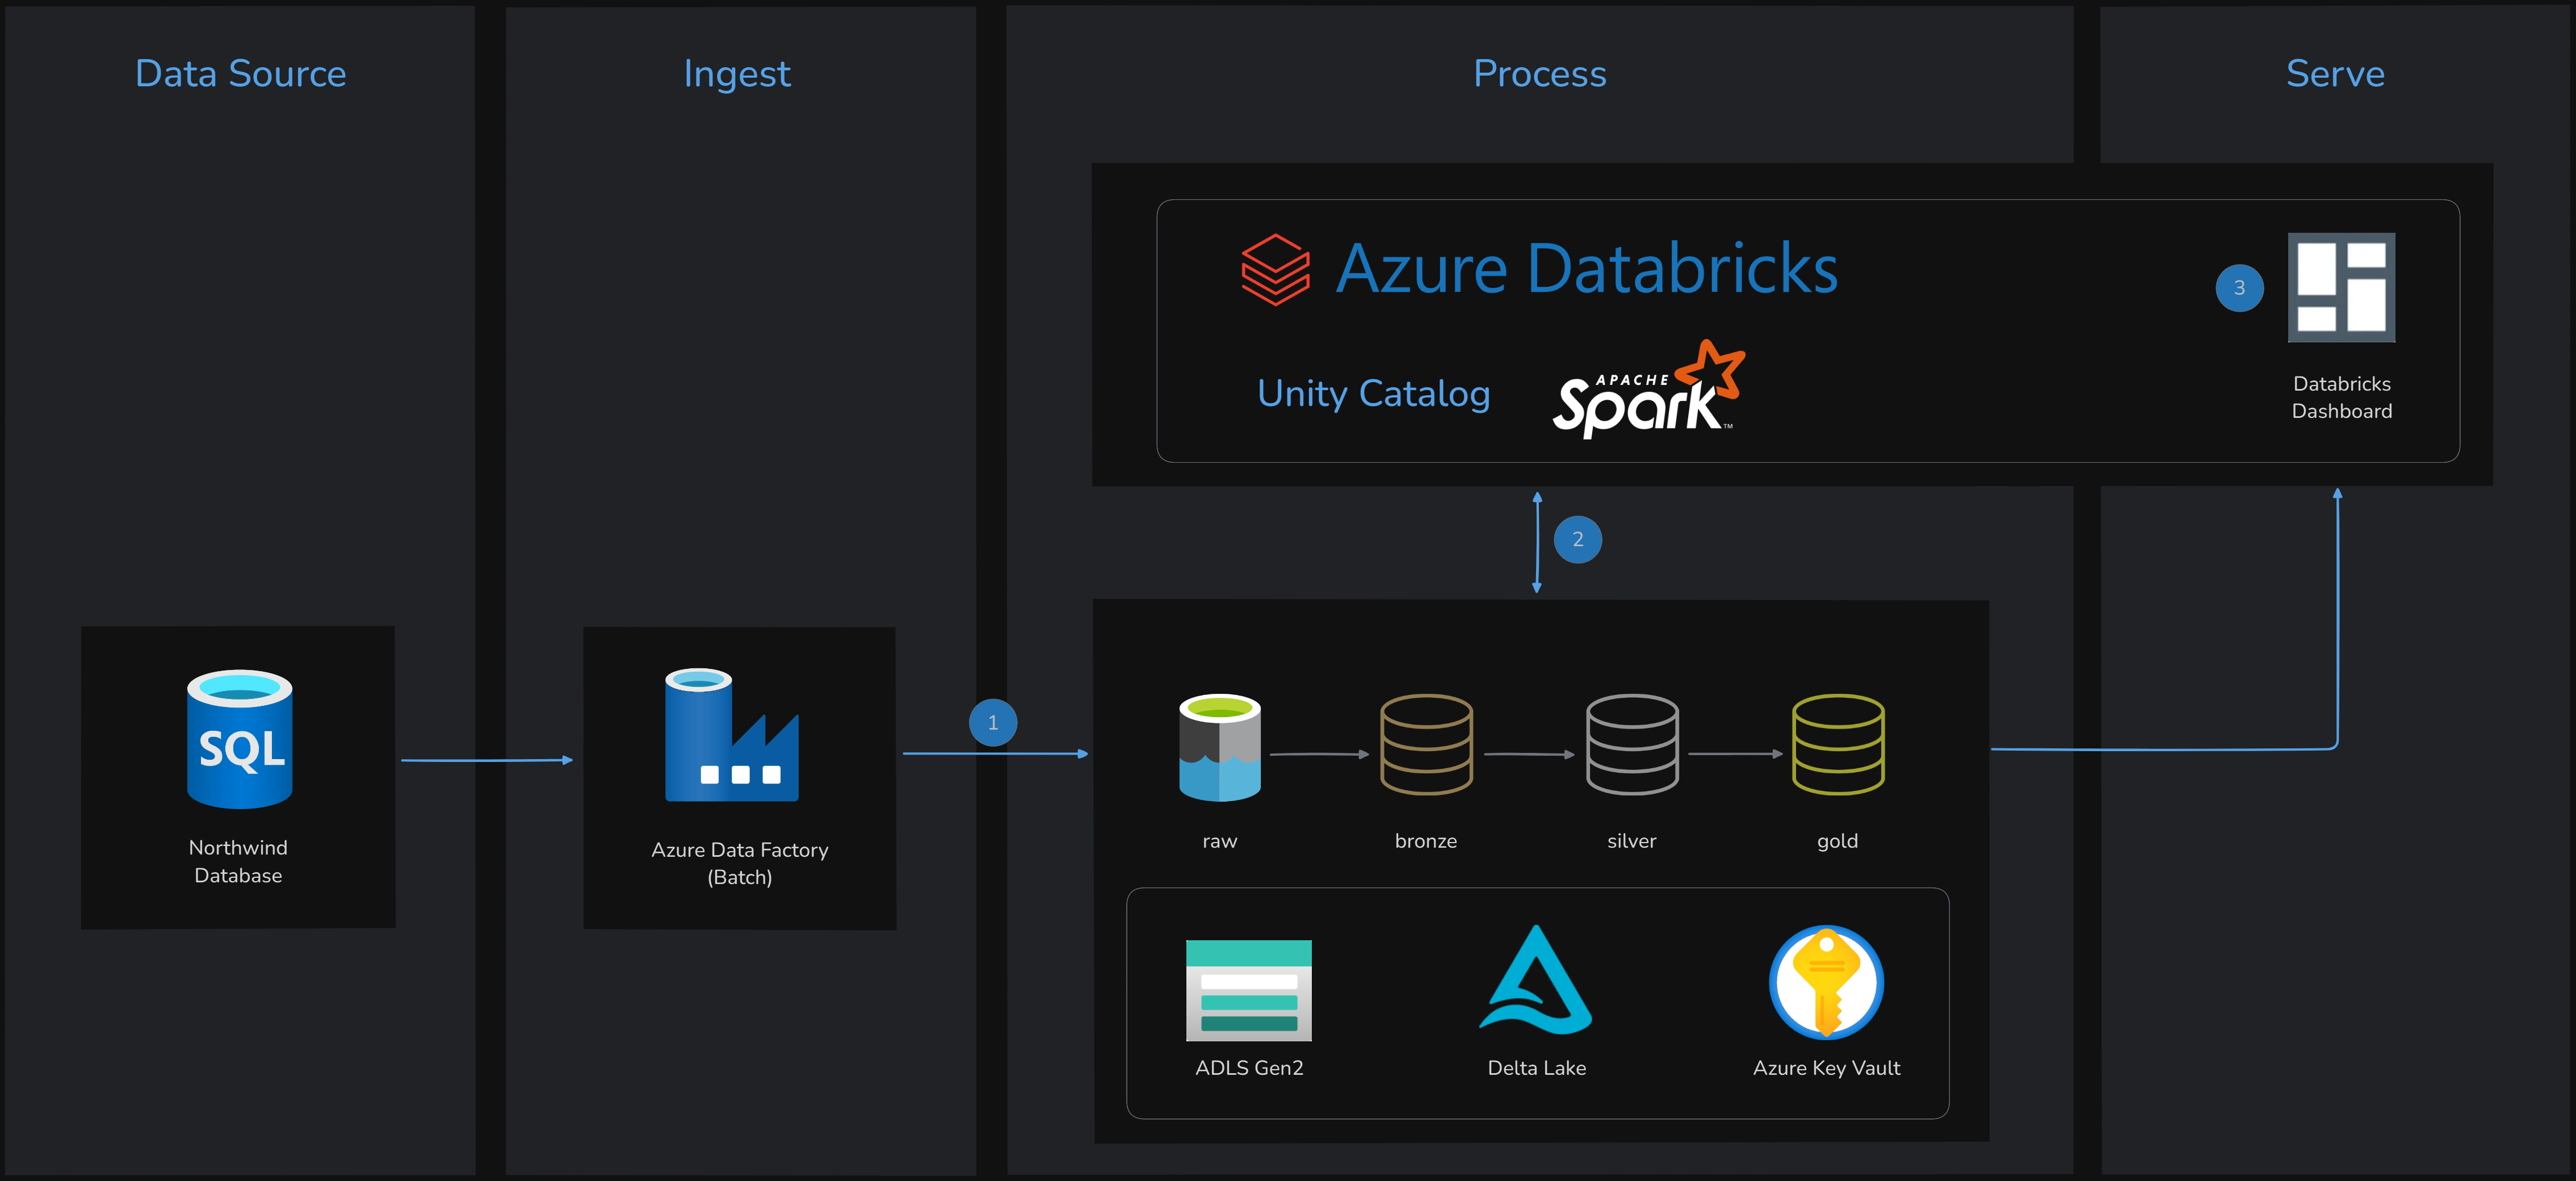 Data Source
Ingest
Process
Serve
Azure Databricks
Unity Catalog
APACHE
Spark™
3
Databricks
Dashboard
2
1
SQL
Northwind
Database
Azure Data Factory
(Batch)
raw
bronze
silver
gold
ADLS Gen2
Delta Lake
Azure Key Vault